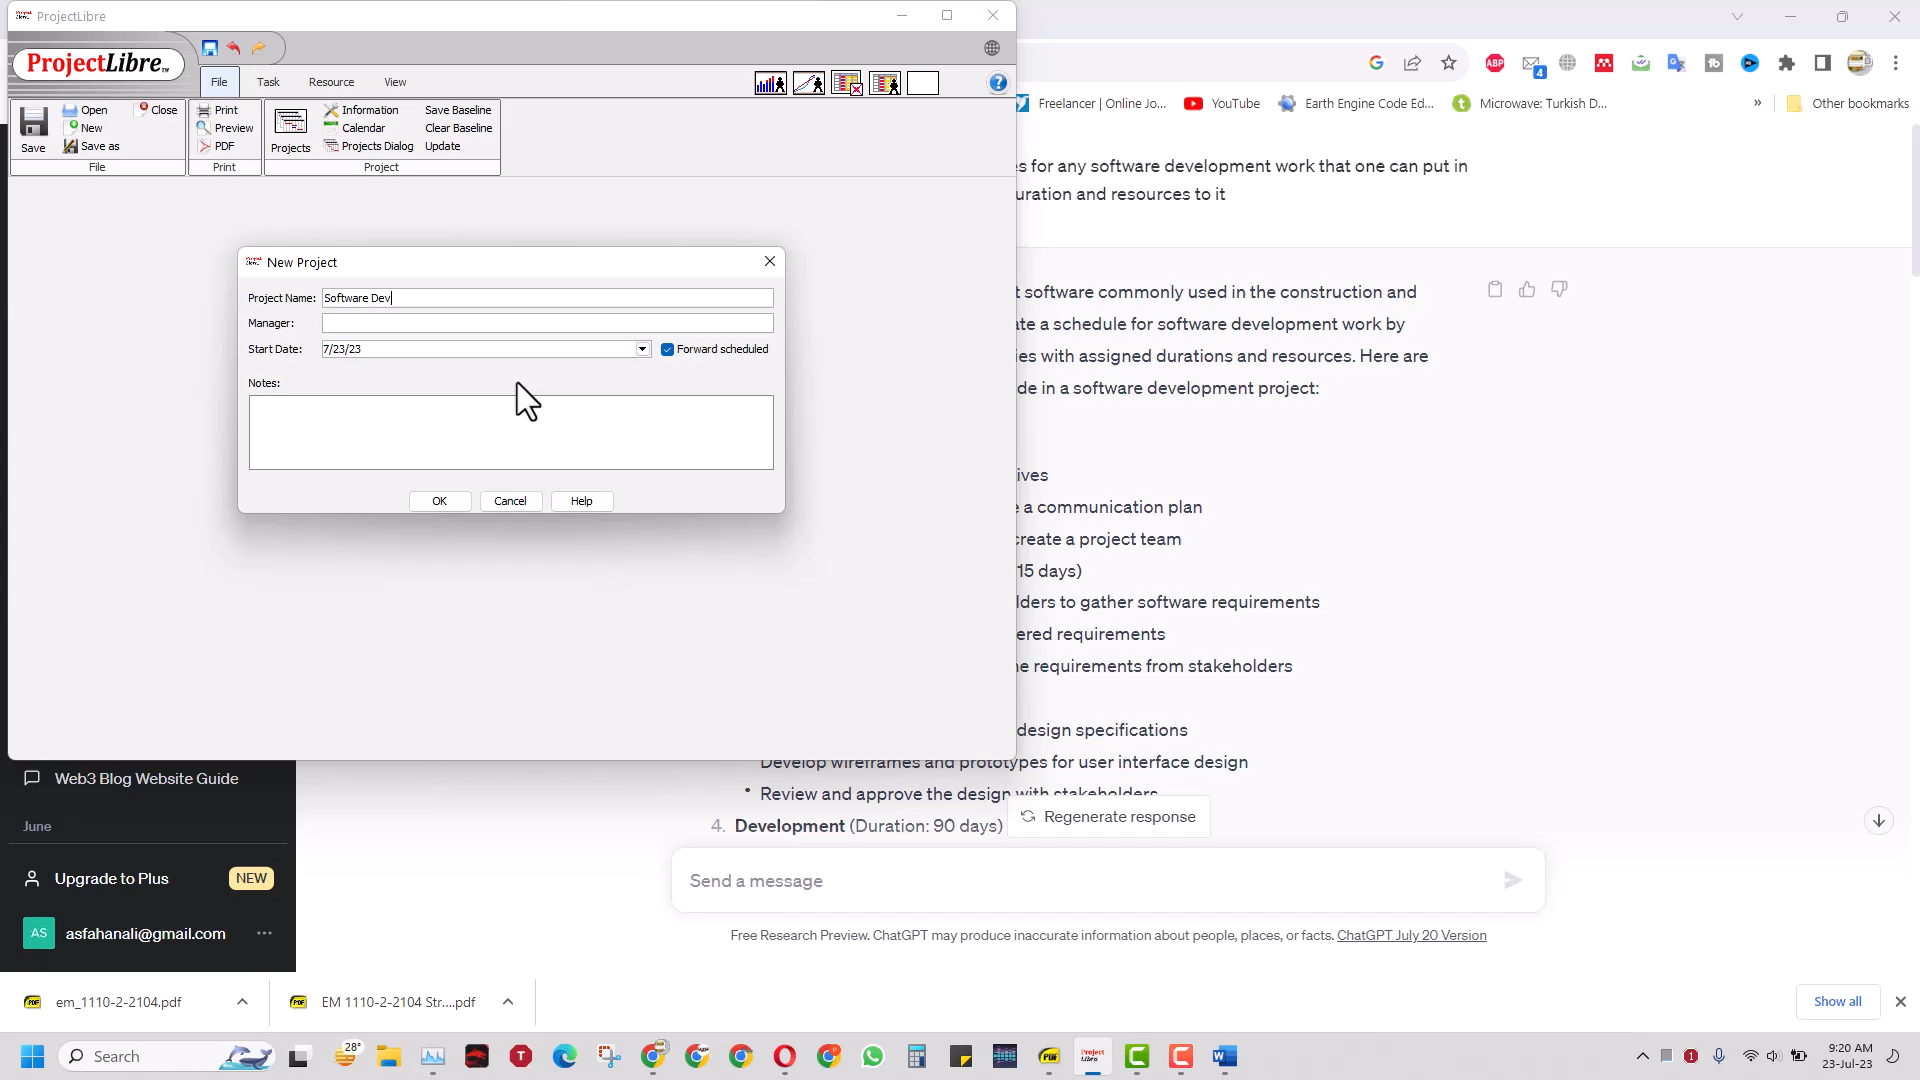 ProjectLibre
ProjectLibre™
File
Task
Resource
View
Save
Open
New
Save as
Close
File
Print
Preview
PDF
Print
Projects
Information
Calendar
Projects Dialog
Save Baseline
Clear Baseline
Update
Project
New Project
Project Name: Software Dev
Manager:
Start Date: 7/23/23
Forward scheduled
Notes:
OK
Cancel
Help
ABP
4
Freelancer | Online Jo...
YouTube
Earth Engine Code Ed...
Microwave: Turkish D...
»
Other bookmarks
es for any software development work that one can put in
uration and resources to it
t software commonly used in the construction and
ate a schedule for software development work by
ies with assigned durations and resources. Here are
de in a software development project:
ives
e a communication plan
create a project team
15 days)
lders to gather software requirements
ered requirements
he requirements from stakeholders
design specifications
Develop wireframes and prototypes for user interface design
• Review and approve the design with stakeholders
4. Development (Duration: 90 days)
Regenerate response
Send a message
Free Research Preview. ChatGPT may produce inaccurate information about people, places, or facts. ChatGPT July 20 Version
Web3 Blog Website Guide
June
Upgrade to Plus
NEW
AS
asfahanali@gmail.com
em_1110-2-2104.pdf
EM 1110-2-2104 Str....pdf
Show all
Search
28°
9:20 AM
23-Jul-23